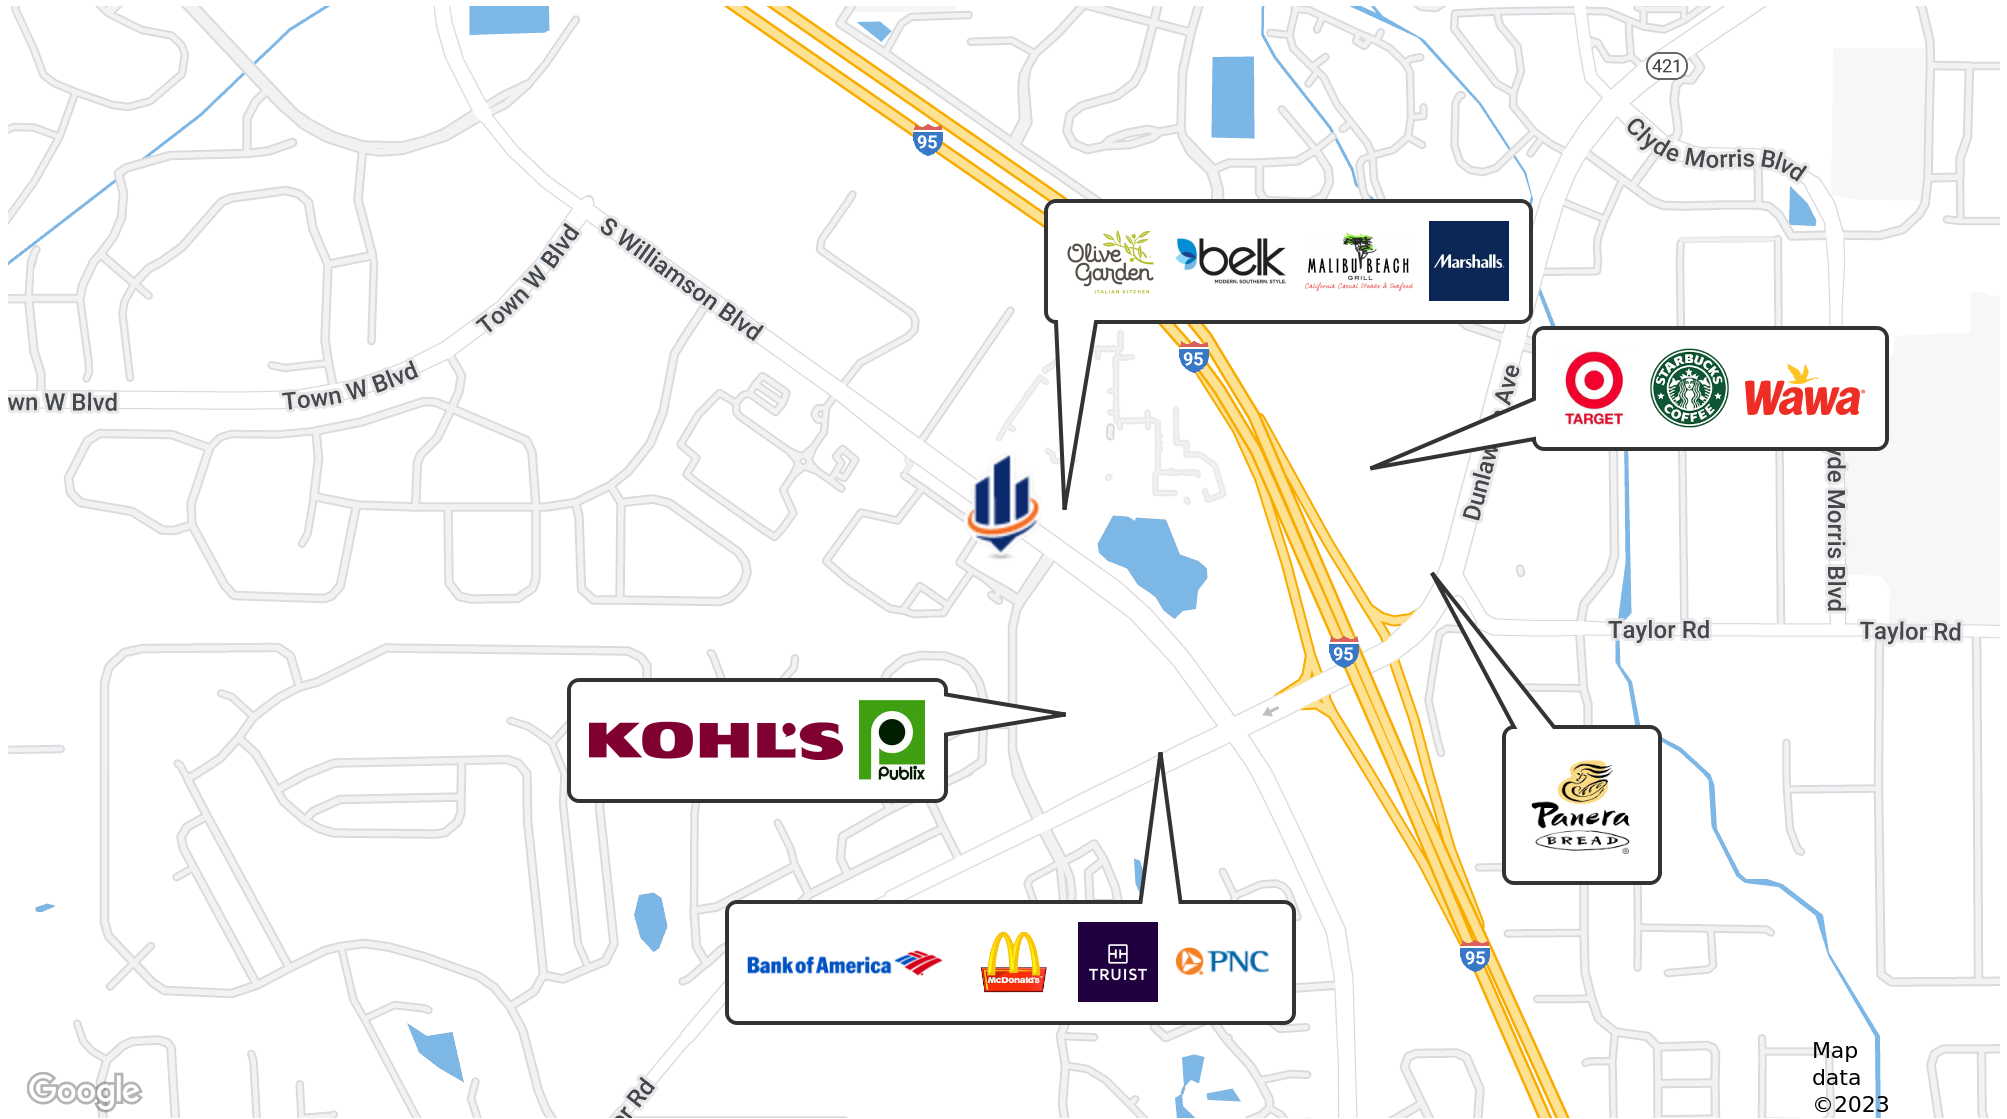 421
Clyde Morris Blvd
95
S Williamson Blvd
Town W Blvd
Olive
Garden
ITALIAN KITCHEN
belk
MODERN. SOUTHERN. STYLE.
MALIBU BEACH
GRILL
California Casual Steaks & Seafood
Marshalls
95
TARGET
STARBUCKS
COFFEE
Wawa
Town W Blvd
wn W Blvd
Ave
Dunlaw
yde Morris Blvd
Taylor Rd
Taylor Rd
95
KOHL'S
Publix
Panera
BREAD
®
Bank of America
McDonald's
TRUIST
PNC
95
Map
data
©2023
Google
or Rd